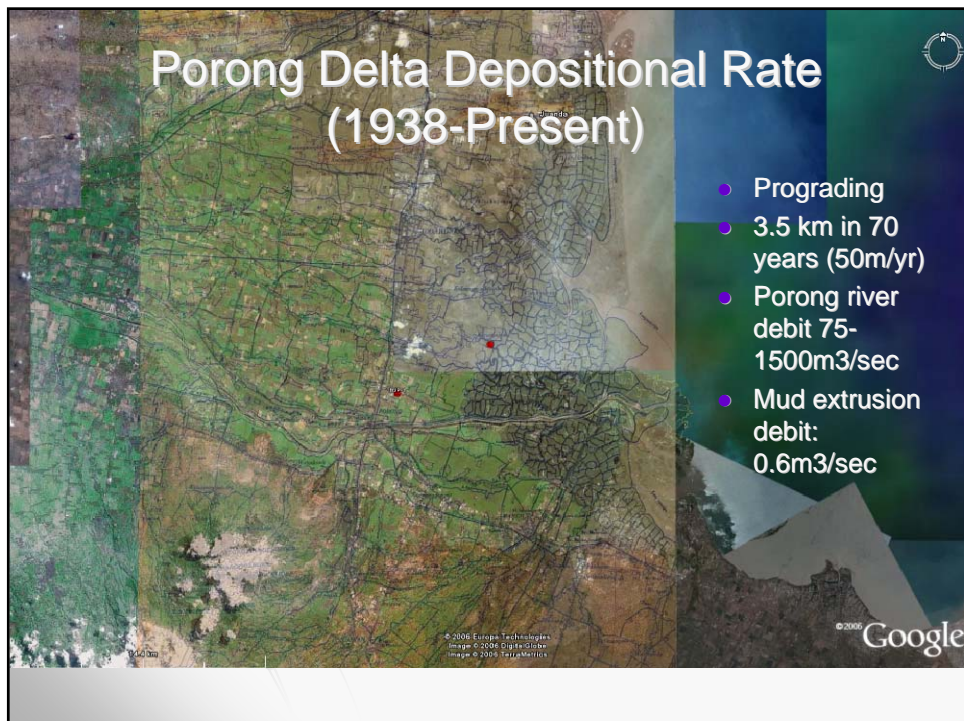 Porong Delta Depositional Rate
(1938-Present)
N
Prograding
3.5 km in 70
years (50m/yr)
Porong river
debit 75-
1500m3/sec
Mud extrusion
debit:
0.6m3/sec
© 2006 Europa Technologies
Image © 2006 DigitalGlobe
Image © 2006 TerraMetrics
©2006 Google